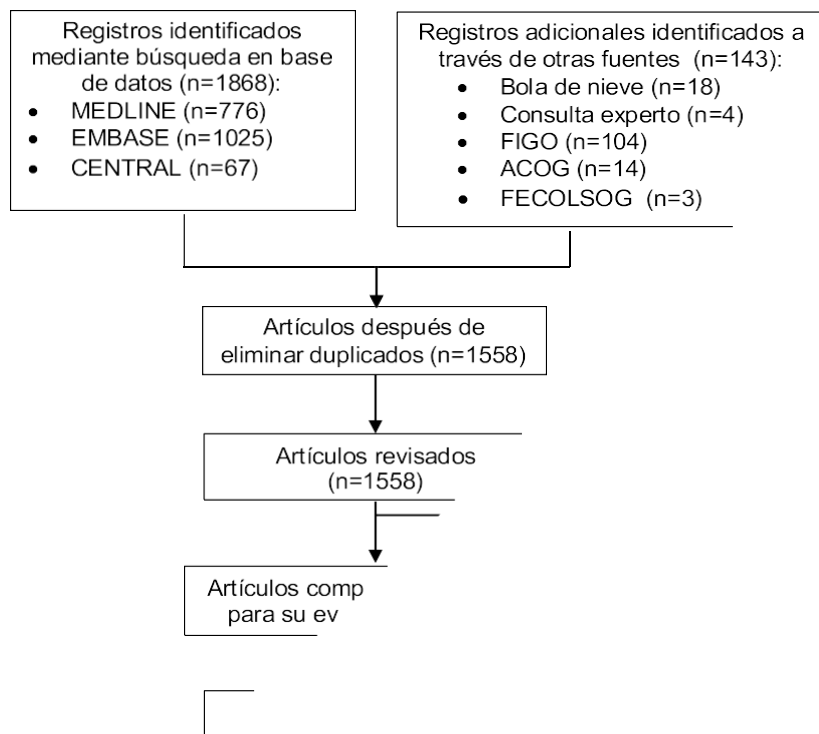 Registros identificados
mediante búsqueda en base
de datos (n=1868):
• MEDLINE (n=776)
• EMBASE (n=1025)
• CENTRAL (n=67)
Registros adicionales identificados a
través de otras fuentes (n=143):
• Bola de nieve (n=18)
• Consulta experto (n=4)
• FIGO (n=104)
• ACOG (n=14)
• FECOLSOG (n=3)
Artículos después de
eliminar duplicados (n=1558)
Artículos revisados
(n=1558)
Artículos comp
para su ev